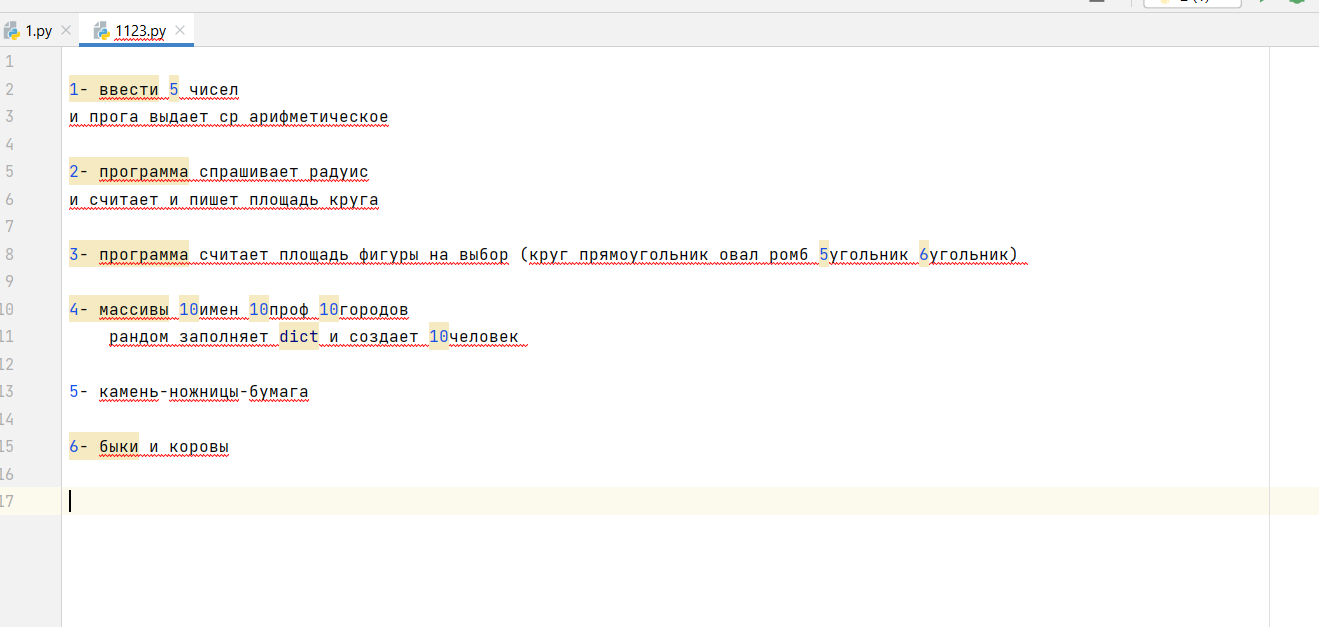 1.py 1123.py
1
2 1- ввести 5 чисел
3 и прога выдает ср арифметическое
4
5 2- программа спрашивает радуис
6 и считает и пишет площадь круга
7
8 3- программа считает площадь фигуры на выбор (круг прямоугольник овал ромб 5угольник 6угольник)
9
10 4- массивы 10имен 10проф 10городов
11 рандом заполняет dict и создает 10человек
12
13 5- камень-ножницы-бумага
14
15 6- быки и коровы
16
17